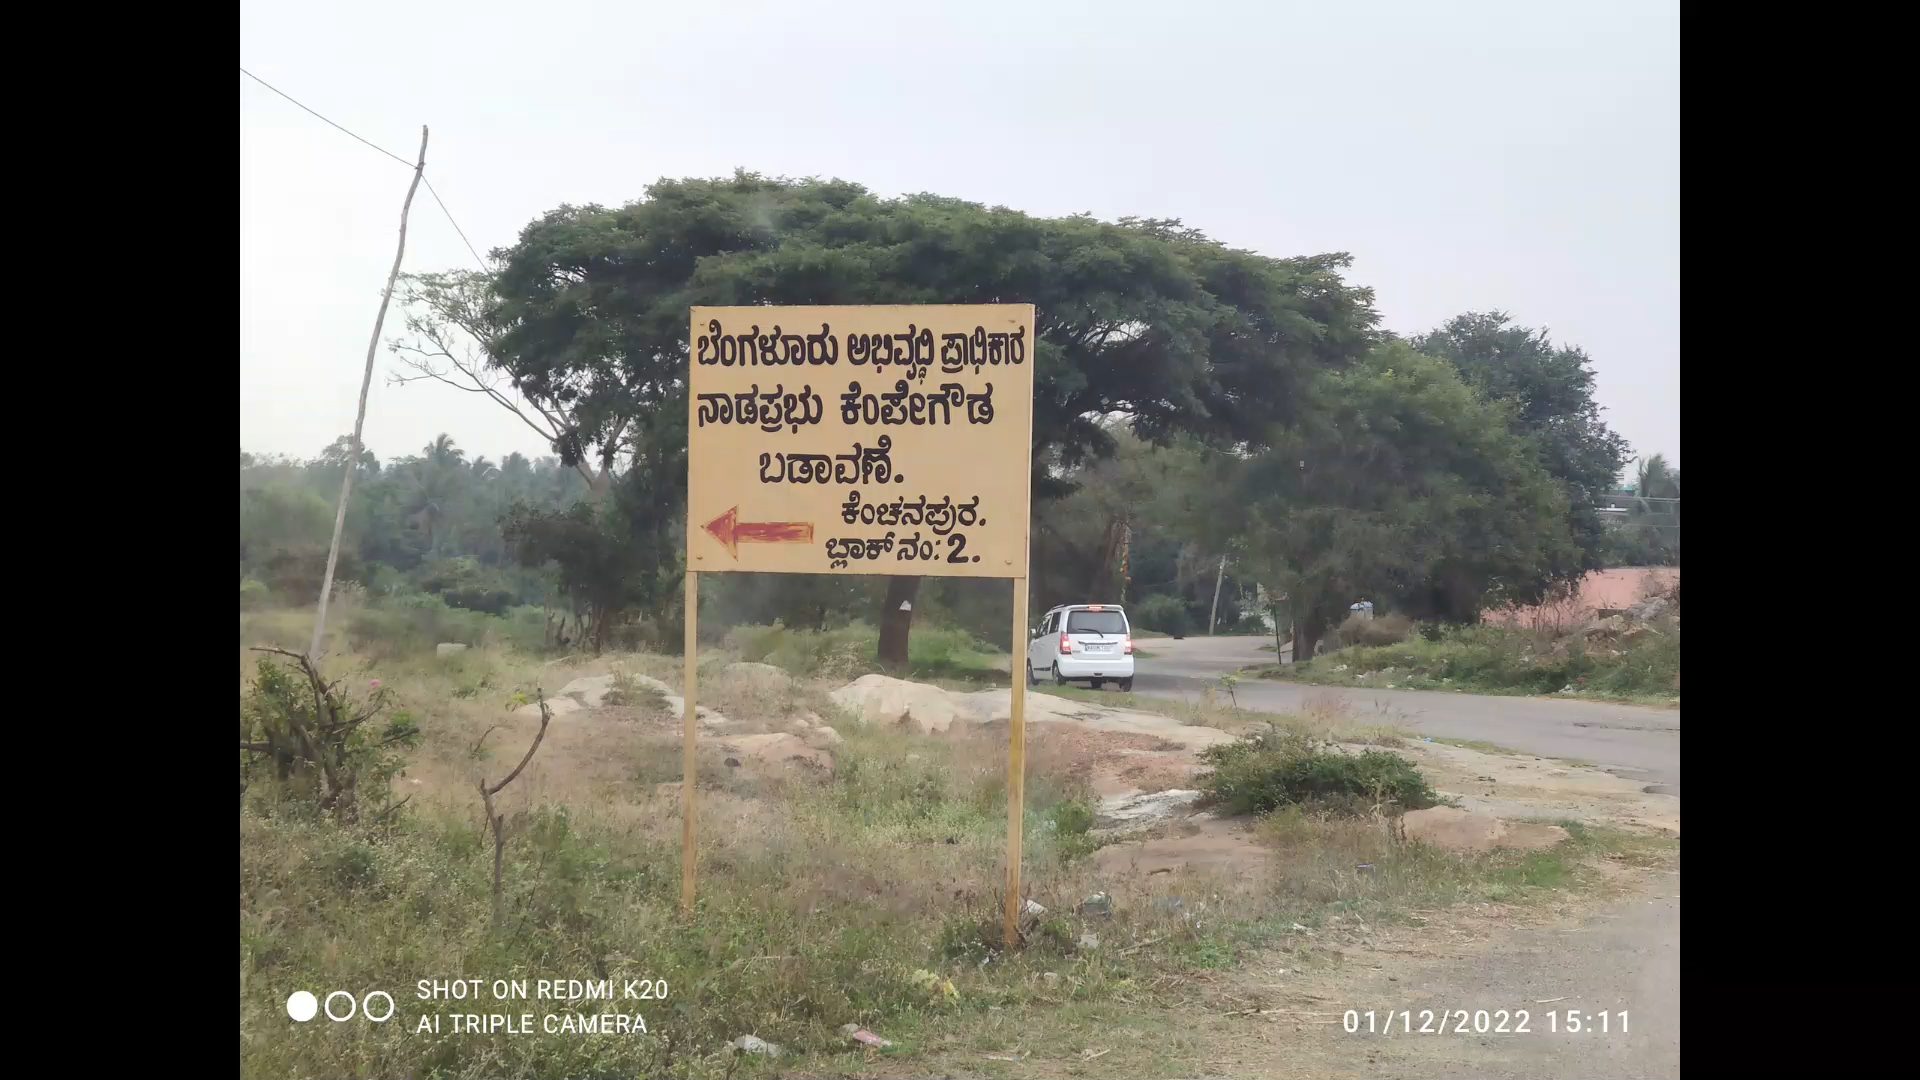 ಬೆಂಗಳೂರು ಅಭಿವೃದ್ಧಿ ಪ್ರಾಧಿಕಾರ
ನಾಡಪ್ರಭು ಕೆಂಪೇಗೌಡ
ಬಡಾವಣೆ.
ಕೆಂಚನಪುರ.
ಬ್ಲಾಕ್ ನಂ: 2.
SHOT ON REDMI K20
AI TRIPLE CAMERA
01/12/2022 15:11